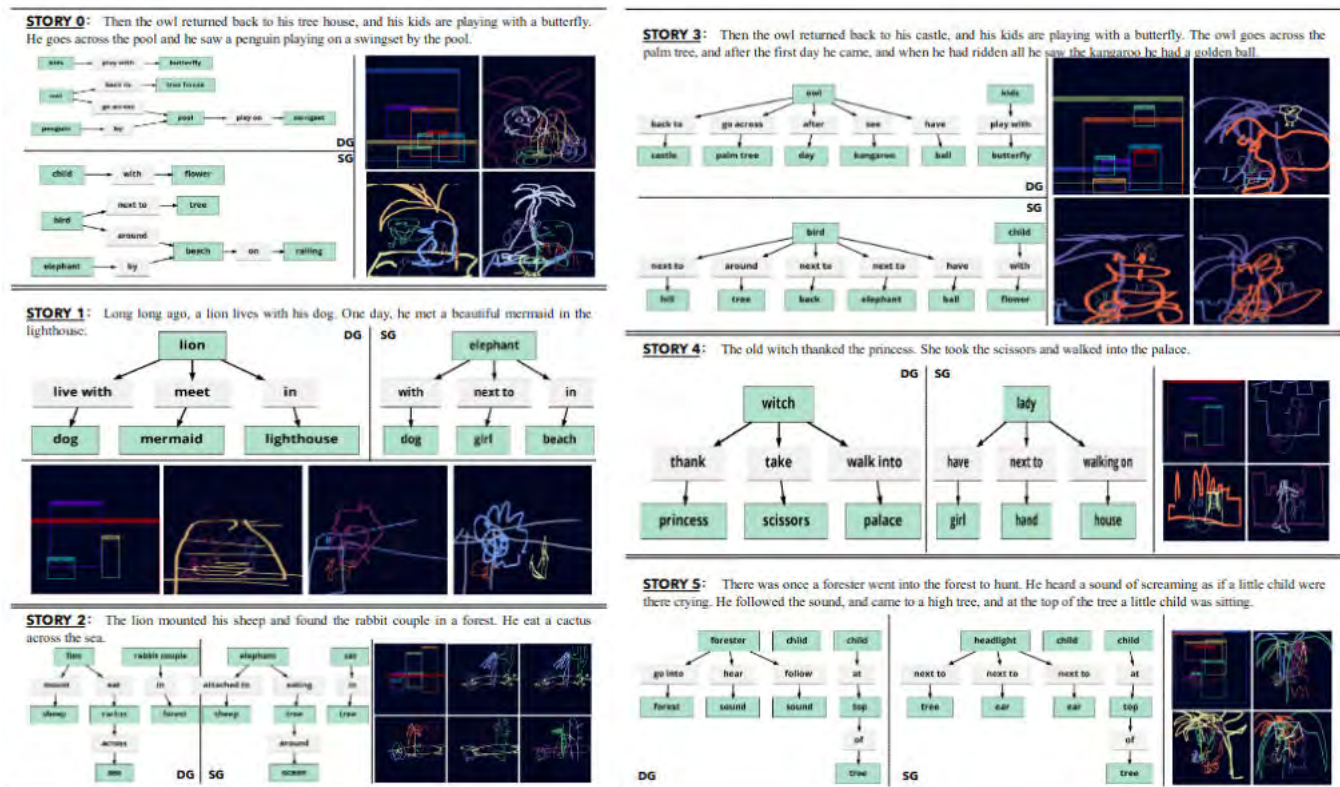 STORY 0: Then the owl returned back to his tree house, and his kids are playing with a butterfly.
He goes across the pool and he saw a penguin playing on a swingset by the pool.
kids play with butterfly
owl back to tree house
go across
penguin by pool play on swingset
DG
SG
child with flower
bird next to tree
around
elephant by beach on railing
STORY 1: Long long ago, a lion lives with his dog. One day, he met a beautiful mermaid in the
lighthouse.
DG SG
lion
live with meet in
dog mermaid lighthouse
elephant
with next to in
dog girl beach
STORY 2: The lion mounted his sheep and found the rabbit couple in a forest. He eat a cactus
across the sea.
lion rabbit couple
mount eat in
sheep cactus forest
across
sea
DG SG
elephant cat
attached to eating in
sheep tree tree
around
ocean
STORY 3: Then the owl returned back to his castle, and his kids are playing with a butterfly. The owl goes across the
palm tree, and after the first day he came, and when he had ridden all he saw the kangaroo he had a golden ball.
owl kids
back to go across after see have play with
castle palm tree day kangaroo ball butterfly
DG
SG
bird child
next to around next to next to have with
hill tree back elephant ball flower
STORY 4: The old witch thanked the princess. She took the scissors and walked into the palace.
DG SG
witch
thank take walk into
princess scissors palace
lady
have next to walking on
girl hand house
STORY 5: There was once a forester went into the forest to hunt. He heard a sound of screaming as if a little child were
there crying. He followed the sound, and came to a high tree, and at the top of the tree a little child was sitting.
forester child child
go into hear follow at
forest sound sound top
of
tree
DG
headlight child child
next to next to next to at
tree ear ear top
of
tree
SG